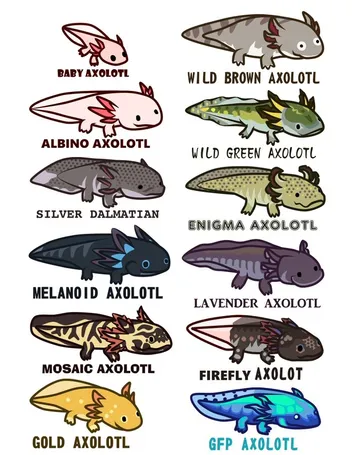 BABY AXOLOTL
WILD BROWN AXOLOTL
ALBINO AXOLOTL
WILD GREEN AXOLOTL
SILVER DALMATIAN
ENIGMA AXOLOTL
MELANOID AXOLOTL
LAVENDER AXOLOTL
MOSAIC AXOLOTL
FIREFLY AXOLOT
GOLD AXOLOTL
GFP AXOLOTL